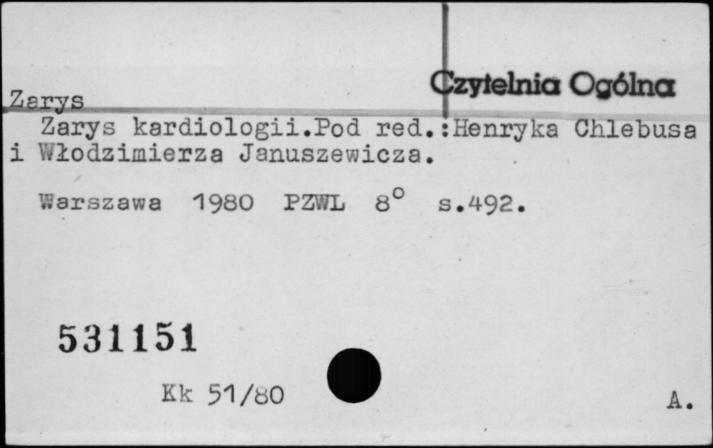 Czytelnia Ogólna
Zarys
Zarys kardiologii.Pod red.:Henryka Chlebusa
i Włodzimierza Januszewicza.
Warszawa 1980 PZWL 8° s.492.
531151
Kk 51/80
A.